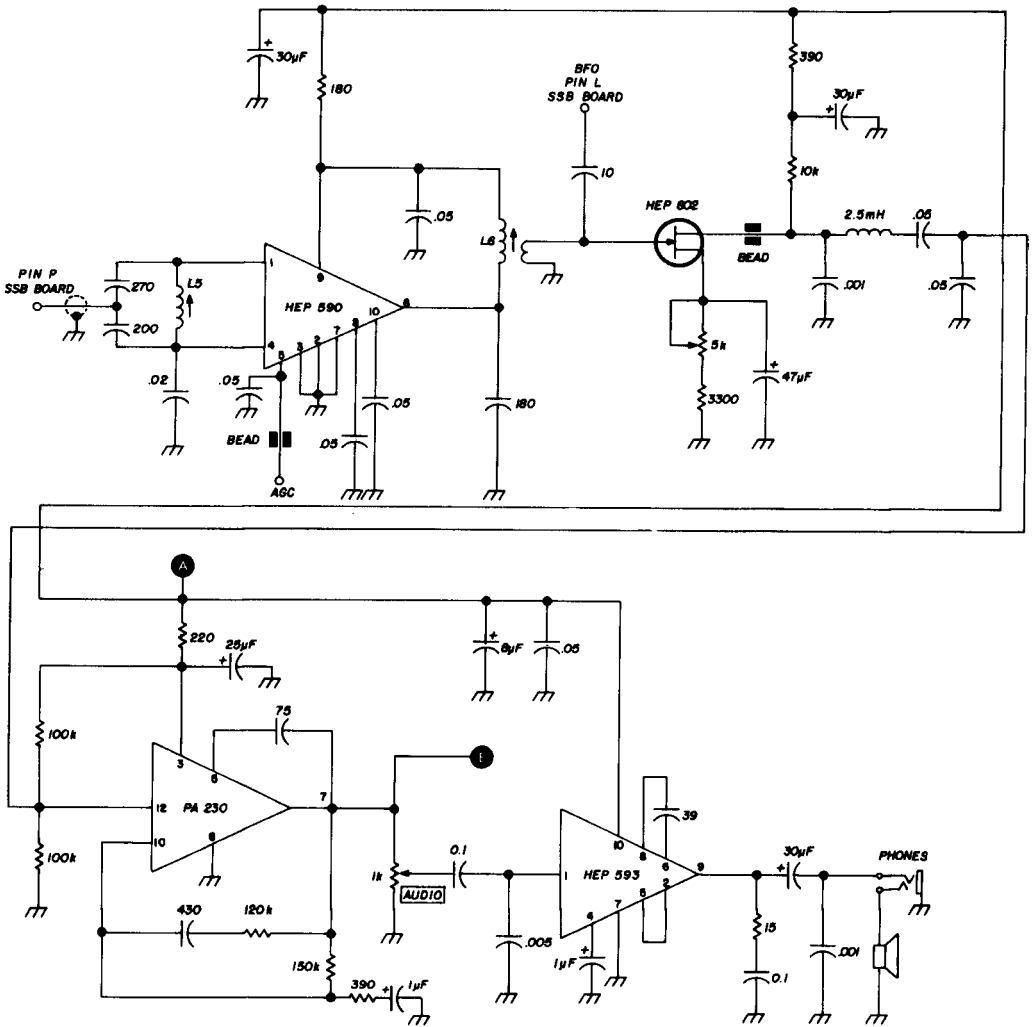 30µF
180
390
BFO
PIN L
SSB BOARD
30µF
10
10k
HEP 802
.05
2.5mH
.05
L6
BEAD
PIN P
SSB BOARD
270
L5
200
1
9
HEP 590
6
10
8
7
2
3
5
4
.001
.05
5k
47µF
3300
.02
.05
.05
.05
180
BEAD
AGC
A
220
25µF
6µF
.05
75
100k
3
5
12
PA 230
7
10
8
100k
1k
AUDIO
0.1
39
10
8
6
1
HEP 593
9
5
2
4
7
30µF
PHONES
430
120k
150k
390
1µF
.005
1µF
15
0.1
.001